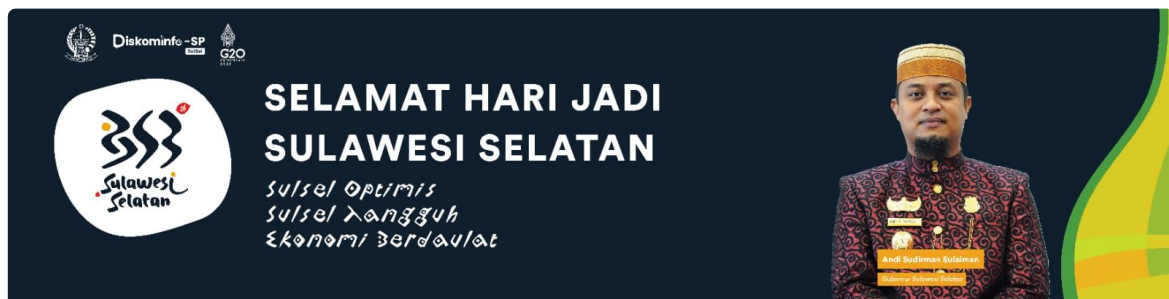 Diskominfo-SP
SulSel
G20
353
Sulawesi
Selatan
SELAMAT HARI JADI
SULAWESI SELATAN
Sulsel Optimis
Sulsel Tangguh
Ekonomi Berdaulat
Andi Sudirman Sulaiman
Gubernur Sulawesi Selatan